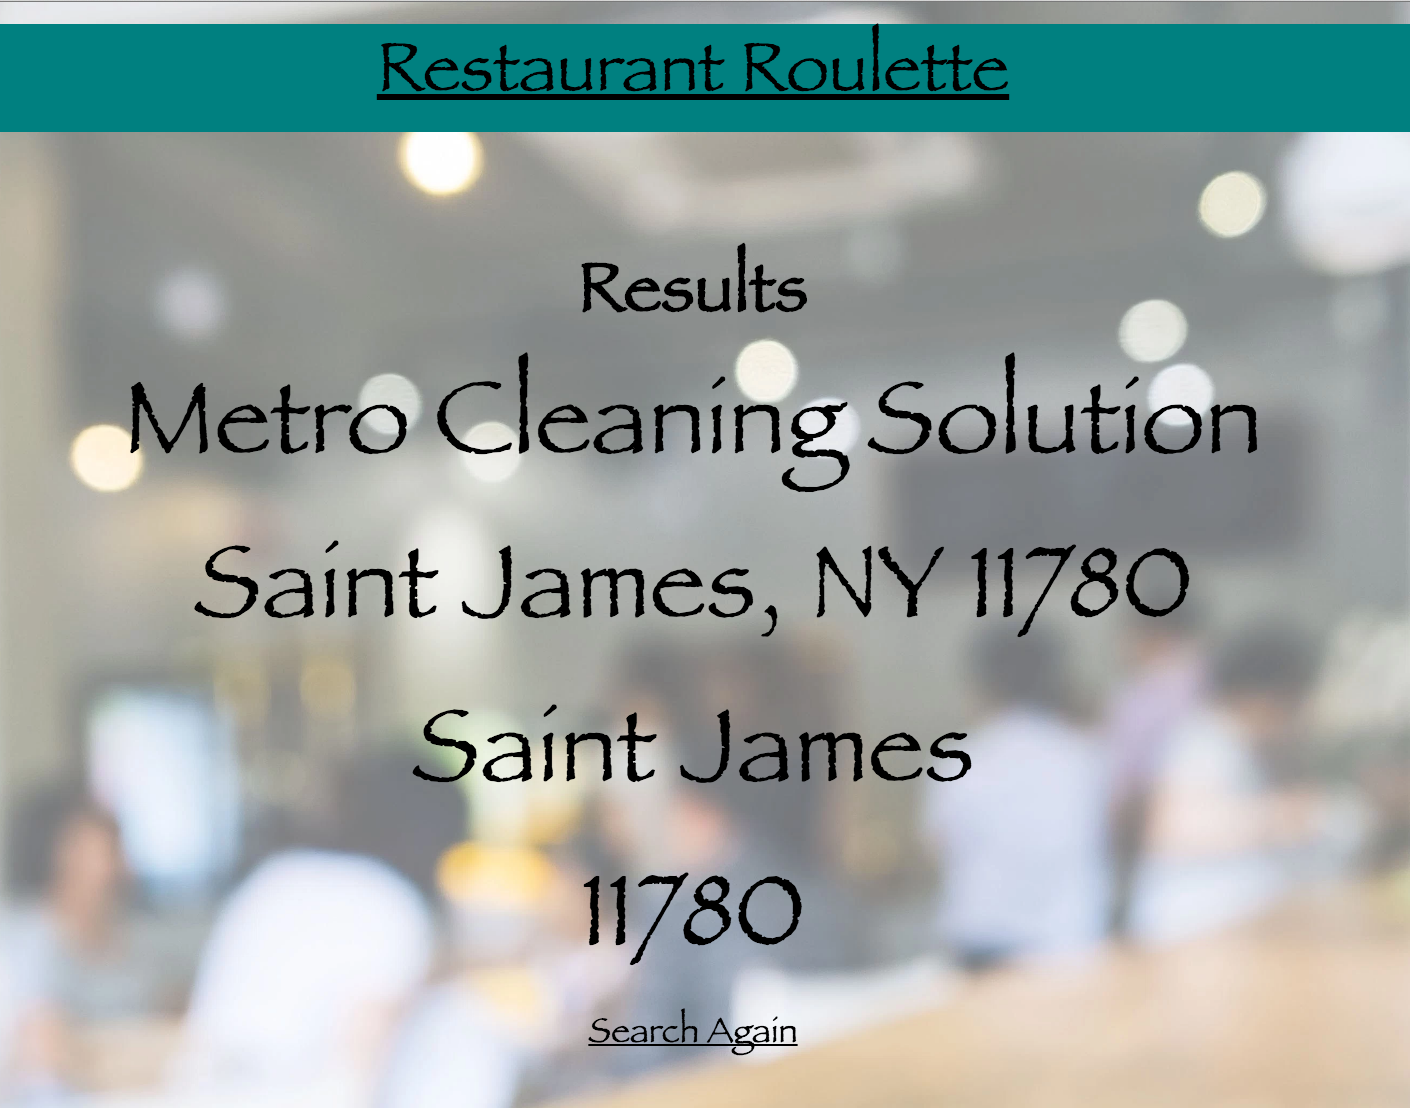 Restaurant Roulette
Results
Metro Cleaning Solution
Saint James, NY 11780
Saint James
11780
Search Again